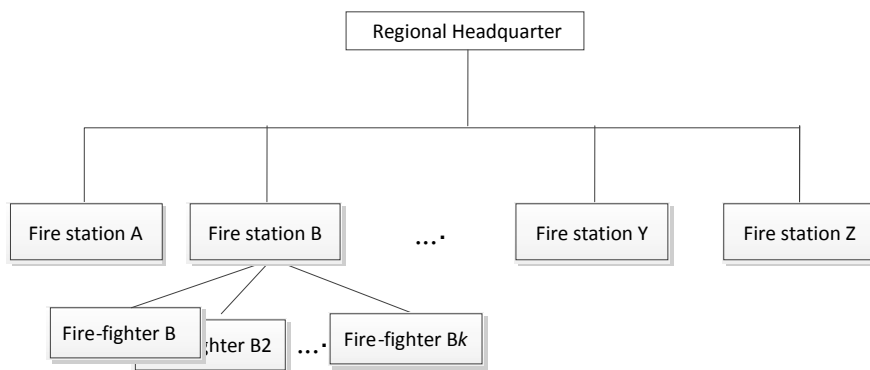 Regional Headquarter
Fire station A
Fire station B
....
Fire station Y
Fire station Z
Fire-fighter B
ghter B2
....
Fire-fighter Bk